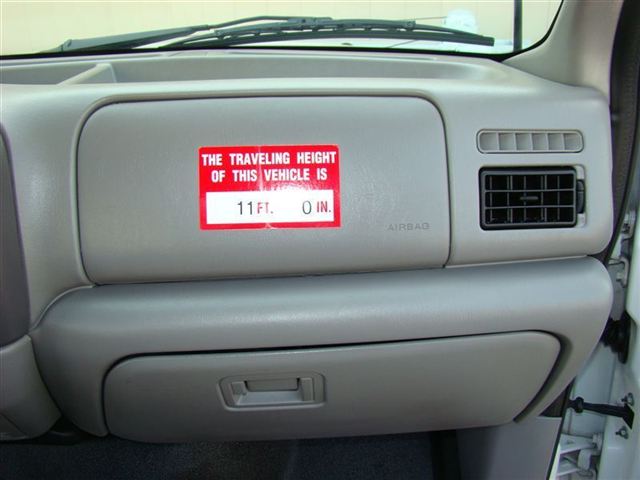 THE TRAVELING HEIGHT
OF THIS VEHICLE IS
11 FT. 0 IN.
AIRBAG